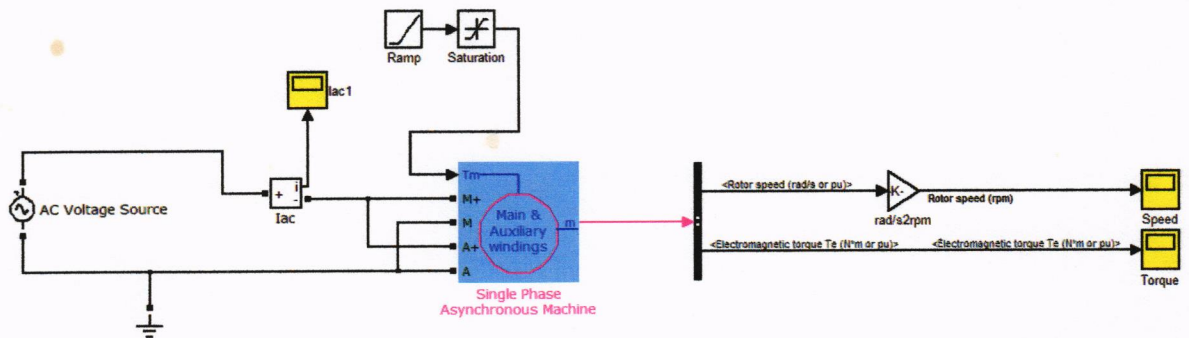 Ramp
Saturation
Iac1
AC Voltage Source
+
i
-
Iac
Tm
M+
M
A+
A
Main &
Auxiliary
windings
m
Single Phase
Asynchronous Machine
<Rotor speed (rad/s or pu)>
K-
rad/s2rpm
Rotor speed (rpm)
Speed
<Electromagnetic torque Te (N*m or pu)>
<Electromagnetic torque Te (N*m or pu)>
Torque